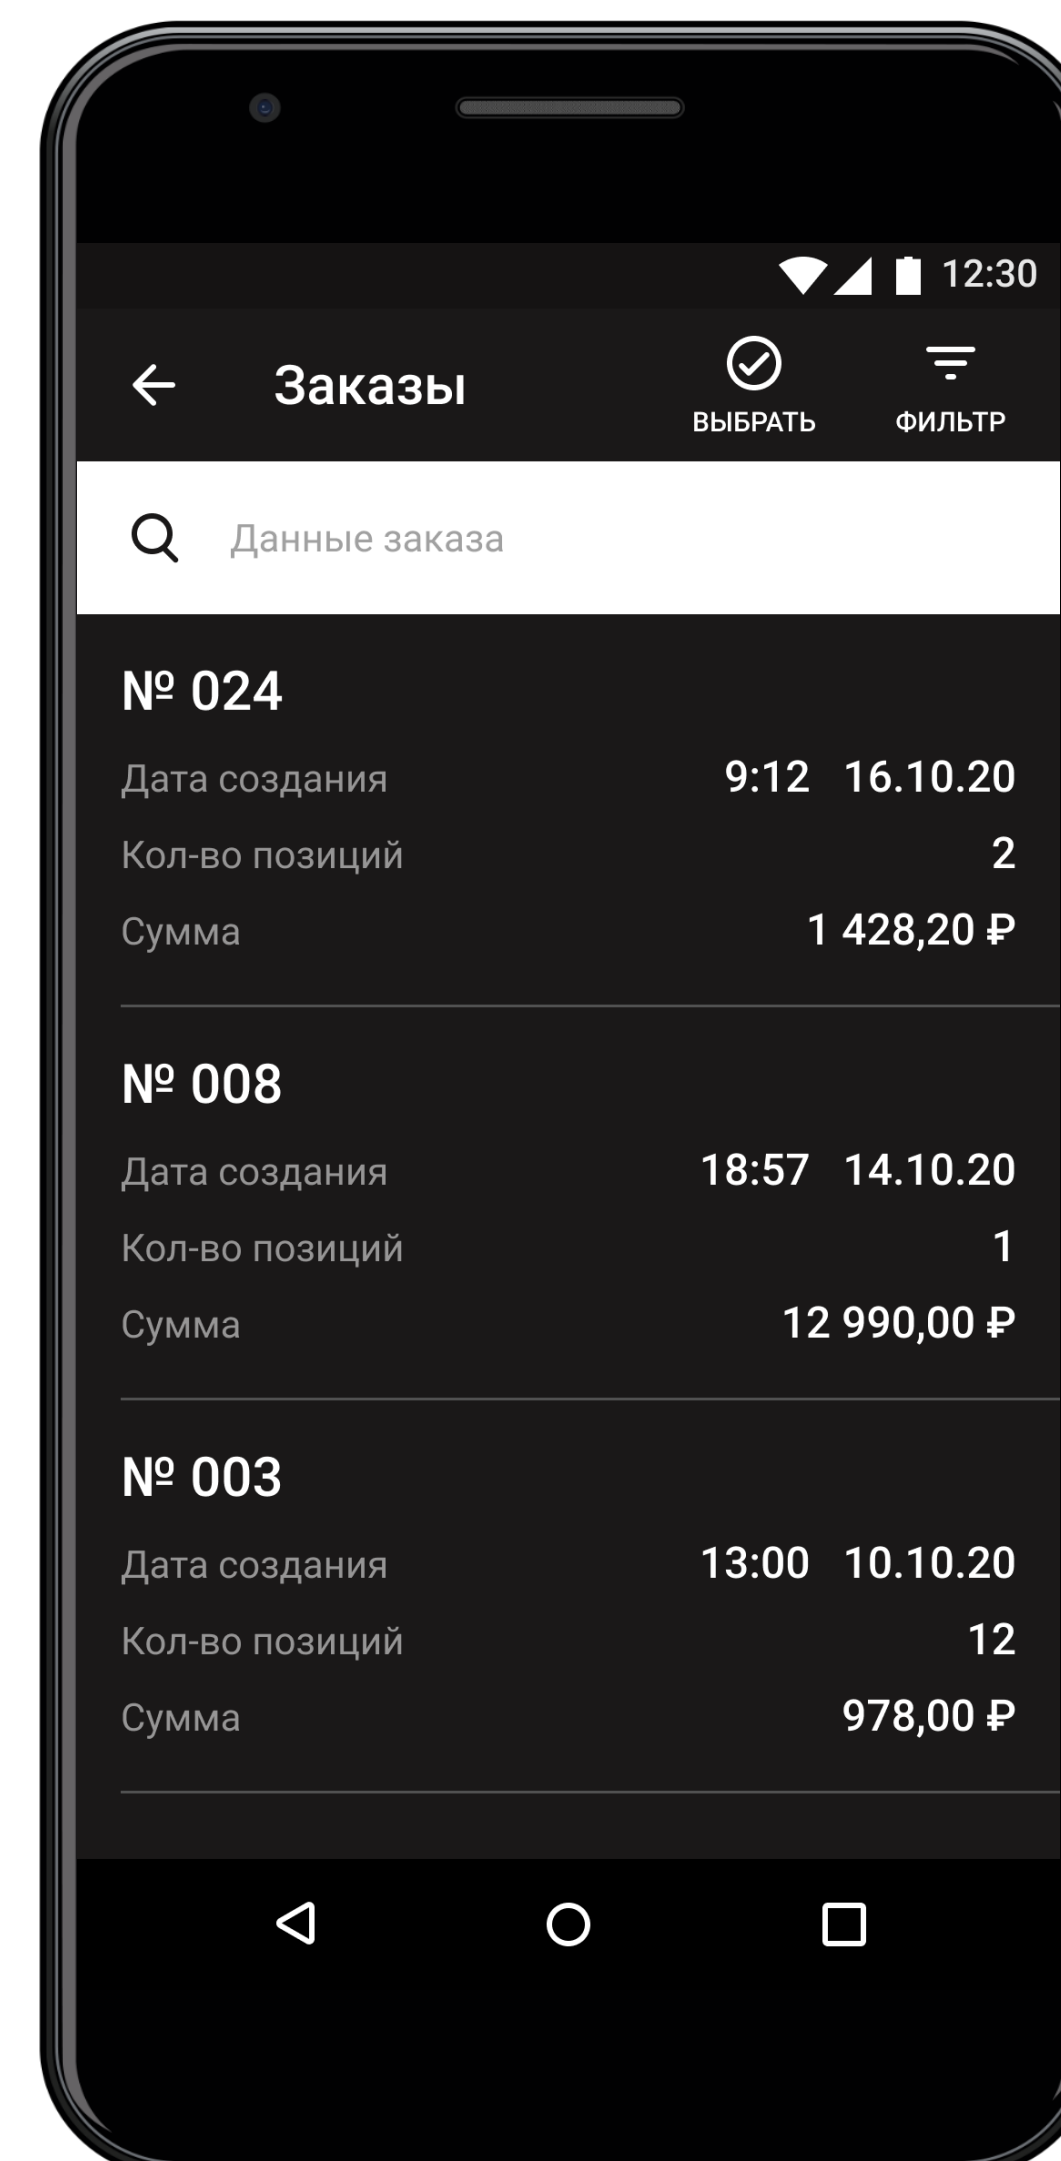 12:30
Заказы
ВЫБРАТЬ ФИЛЬТР
Данные заказа
№ 024
Дата создания 9:12 16.10.20
Кол-во позиций 2
Сумма 1 428,20 ₽
№ 008
Дата создания 18:57 14.10.20
Кол-во позиций 1
Сумма 12 990,00 ₽
№ 003
Дата создания 13:00 10.10.20
Кол-во позиций 12
Сумма 978,00 ₽